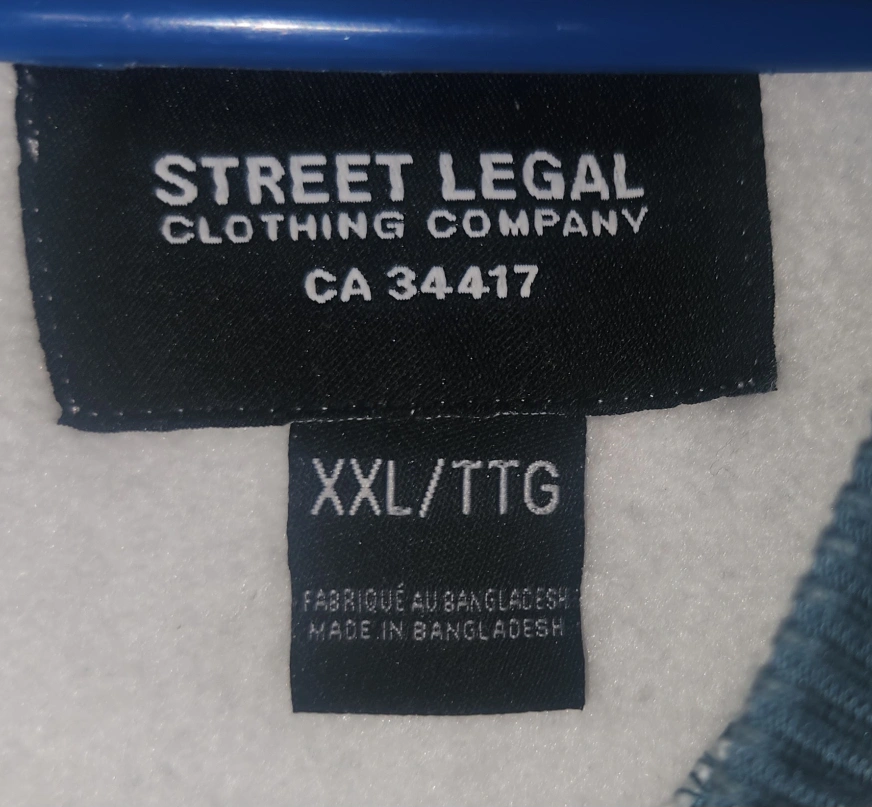 STREET LEGAL
CLOTHING COMPANY
CA 34417
XXL/TTG
FABRIQUÉ AU BANGLADESH
MADE IN BANGLADESH